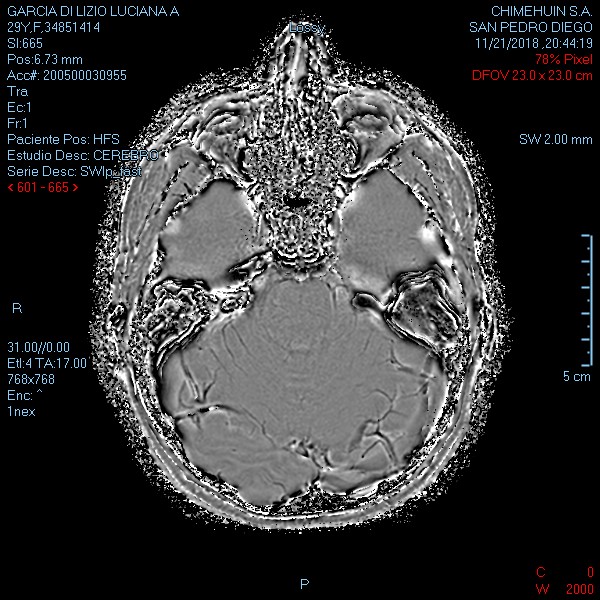 GARCIA DI LIZIO LUCIANA A
29Y,F,34851414
Sl:665
Pos:6.73 mm
Acc#: 200500030955
Tra
Ec:1
Fr:1
Paciente Pos: HFS
Estudio Desc: CEREBRO
Serie Desc: SWIp_fast
< 601 - 665 >
Lossy
CHIMEHUIN S.A.
SAN PEDRO DIEGO
11/21/2018 ,20:44:19
78% Pixel
DFOV 23.0 x 23.0 cm
SW 2.00 mm
R
31.00//0.00
Etl:4 TA:17.00
768x768
Enc: ^
1nex
5 cm
P
C 0
W 2000